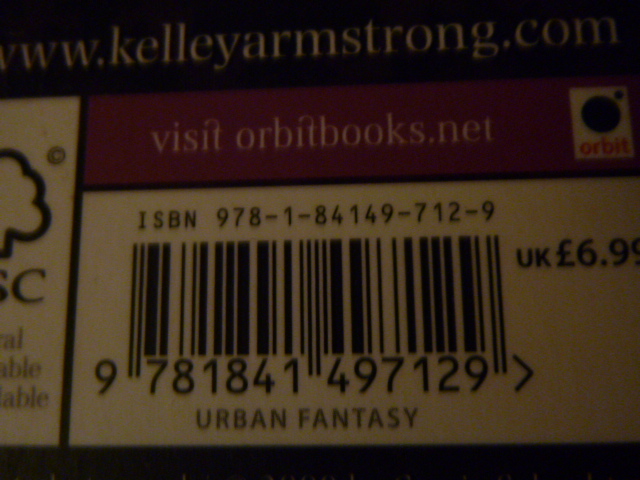 www.kelleyarmstrong.com
visit orbitbooks.net
orbit
©
ISBN 978-1-84149-712-9
UK£6.99
9 781841 497129 >
URBAN FANTASY